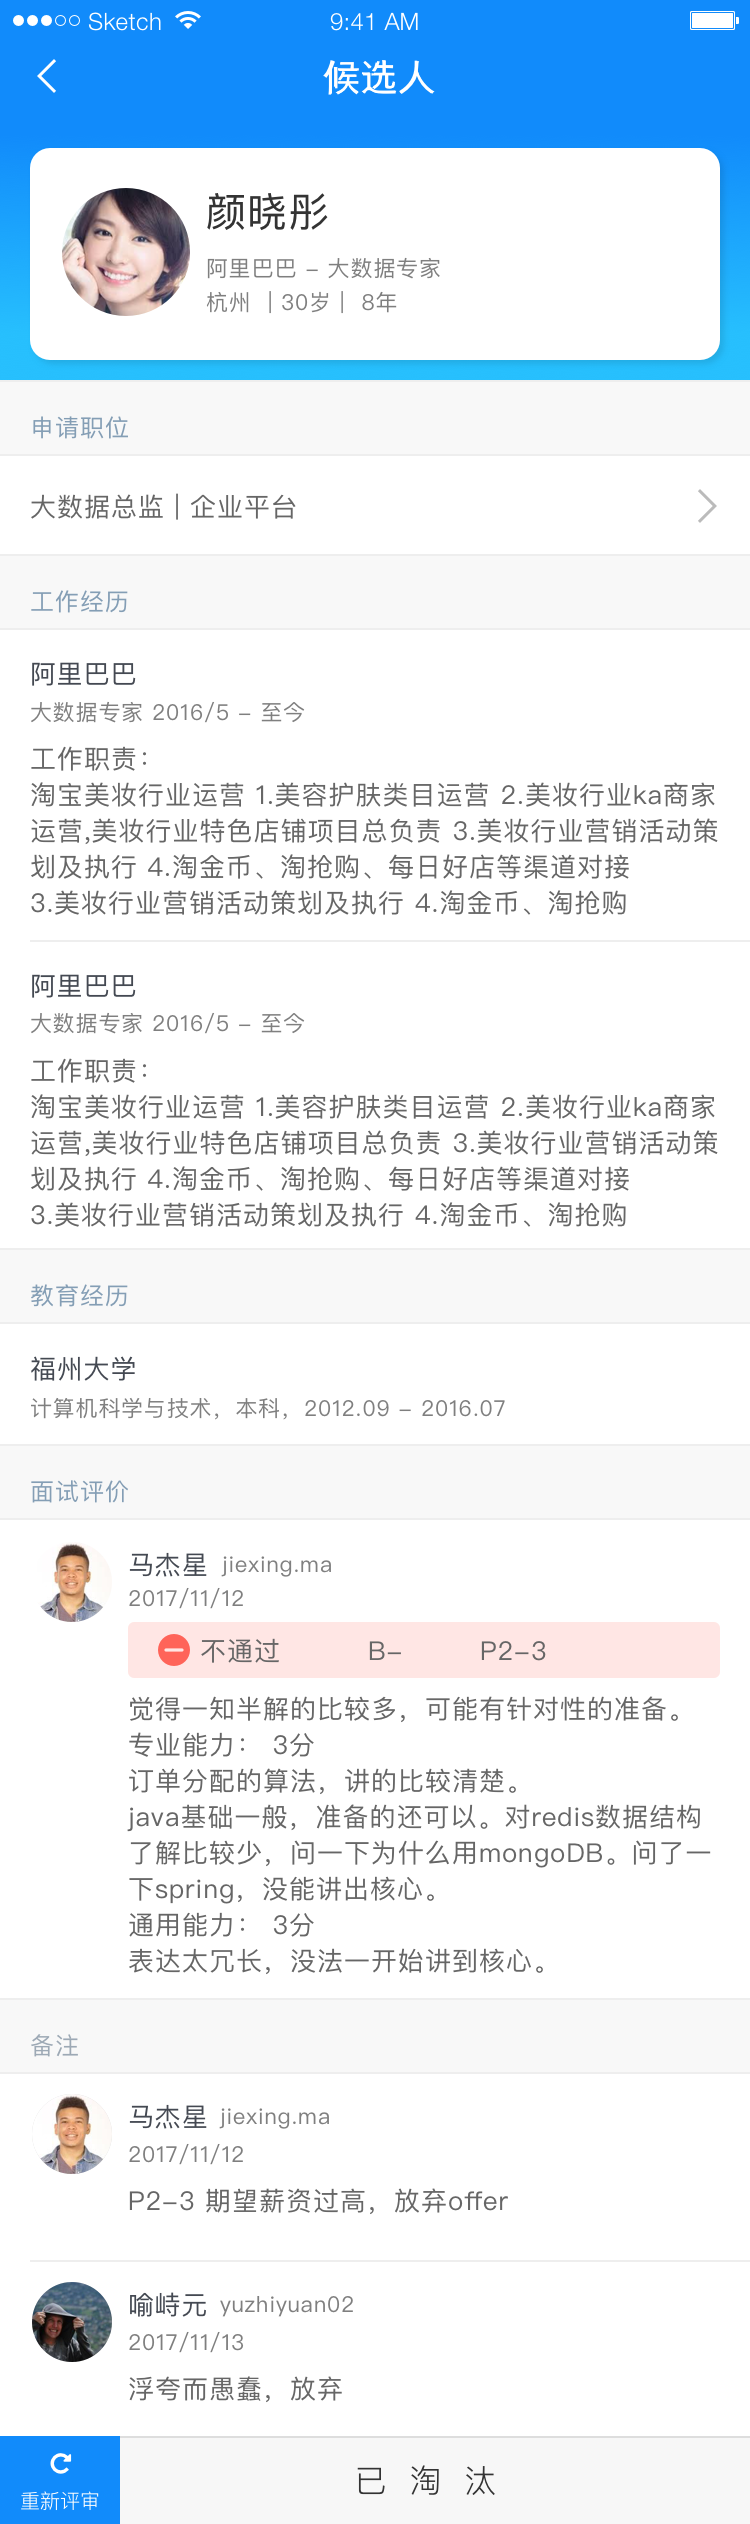 Sketch 9:41 AM
候选人
颜晓彤
阿里巴巴 - 大数据专家
杭州 | 30岁 | 8年
申请职位
大数据总监 | 企业平台
工作经历
阿里巴巴
大数据专家 2016/5 - 至今
工作职责：
淘宝美妆行业运营 1.美容护肤类目运营 2.美妆行业ka商家
运营,美妆行业特色店铺项目总负责 3.美妆行业营销活动策
划及执行 4.淘金币、淘抢购、每日好店等渠道对接
3.美妆行业营销活动策划及执行 4.淘金币、淘抢购
阿里巴巴
大数据专家 2016/5 - 至今
工作职责：
淘宝美妆行业运营 1.美容护肤类目运营 2.美妆行业ka商家
运营,美妆行业特色店铺项目总负责 3.美妆行业营销活动策
划及执行 4.淘金币、淘抢购、每日好店等渠道对接
3.美妆行业营销活动策划及执行 4.淘金币、淘抢购
教育经历
福州大学
计算机科学与技术，本科，2012.09 - 2016.07
面试评价
马杰星 jiexing.ma
2017/11/12
不通过 B- P2-3
觉得一知半解的比较多，可能有针对性的准备。
专业能力： 3分
订单分配的算法，讲的比较清楚。
java基础一般，准备的还可以。对redis数据结构
了解比较少，问一下为什么用mongoDB。问了一
下spring，没能讲出核心。
通用能力： 3分
表达太冗长，没法一开始讲到核心。
备注
马杰星 jiexing.ma
2017/11/12
P2-3 期望薪资过高，放弃offer
喻峙元 yuzhiyuan02
2017/11/13
浮夸而愚蠢，放弃
重新评审
已淘汰